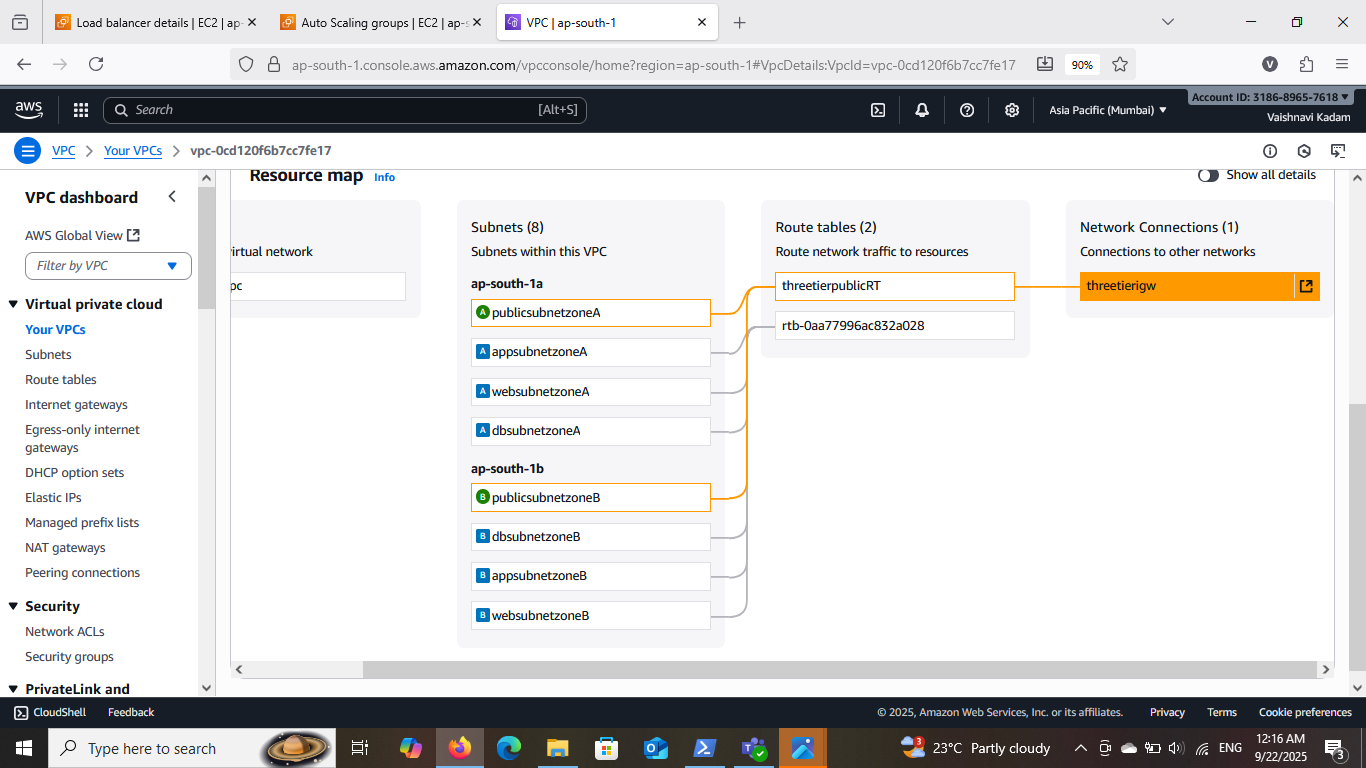 Load balancer details | EC2 | ap-
Auto Scaling groups | EC2 | ap-s
VPC | ap-south-1
ap-south-1.console.aws.amazon.com/vpcconsole/home?region=ap-south-1#VpcDetails:VpcId=vpc-0cd120f6b7cc7fe17
90%
V
aws
Search
[Alt+S]
Asia Pacific (Mumbai)
Account ID: 3186-8965-7618
Vaishnavi Kadam
VPC
Your VPCs
vpc-0cd120f6b7cc7fe17
VPC dashboard
AWS Global View
Filter by VPC
Virtual private cloud
Your VPCs
Subnets
Route tables
Internet gateways
Egress-only internet
gateways
DHCP option sets
Elastic IPs
Managed prefix lists
NAT gateways
Peering connections
Security
Network ACLs
Security groups
PrivateLink and
Resource map Info
Show all details
virtual network
pc
Subnets (8)
Subnets within this VPC
ap-south-1a
A publicsubnetzoneA
A appsubnetzoneA
A websubnetzoneA
A dbsubnetzoneA
ap-south-1b
B publicsubnetzoneB
B dbsubnetzoneB
B appsubnetzoneB
B websubnetzoneB
Route tables (2)
Route network traffic to resources
threetierpublicRT
rtb-0aa77996ac832a028
Network Connections (1)
Connections to other networks
threetierigw
CloudShell
Feedback
© 2025, Amazon Web Services, Inc. or its affiliates.
Privacy
Terms
Cookie preferences
Type here to search
3
23°C Partly cloudy
ENG
12:16 AM
9/22/2025
3